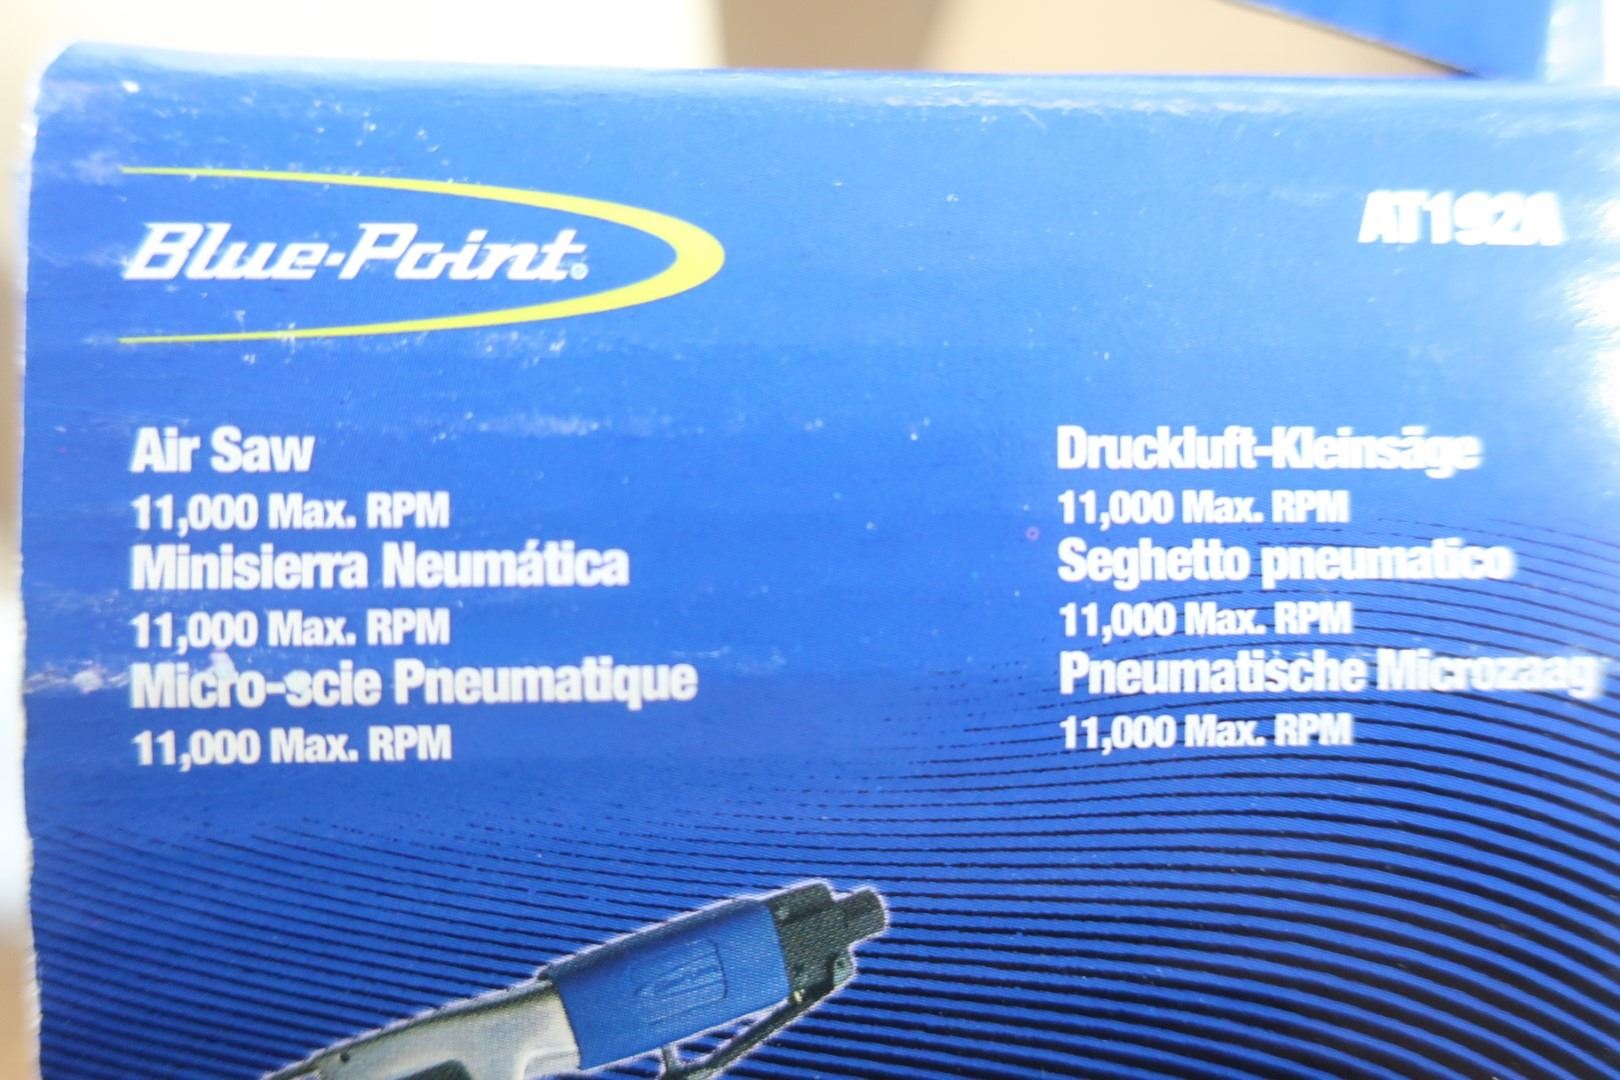 Blue-Point®
AT192A
Air Saw
11,000 Max. RPM
Minisierra Neumática
11,000 Max. RPM
Micro-scie Pneumatique
11,000 Max. RPM
Druckluft-Kleinsäge
11,000 Max. RPM
Seghetto pneumatico
11,000 Max. RPM
Pneumatische Microzaag
11,000 Max. RPM